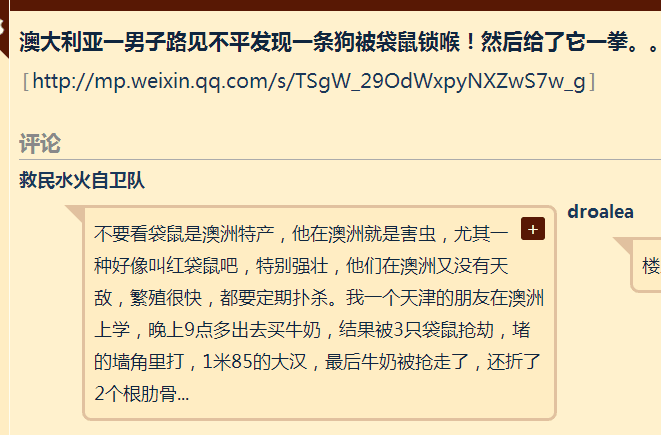 澳大利亚一男子路见不平发现一条狗被袋鼠锁喉！然后给了它一拳。。
[http://mp.weixin.qq.com/s/TSgW_29OdWxpyNXZwS7w_g]
评论
救民水火自卫队
不要看袋鼠是澳洲特产，他在澳洲就是害虫，尤其一
种好像叫红袋鼠吧，特别强壮，他们在澳洲又没有天
敌，繁殖很快，都要定期扑杀。我一个天津的朋友在澳洲
上学，晚上9点多出去买牛奶，结果被3只袋鼠抢劫，堵
的墙角里打，1米85的大汉，最后牛奶被抢走了，还折了
2个根肋骨...
+
droalea
楼